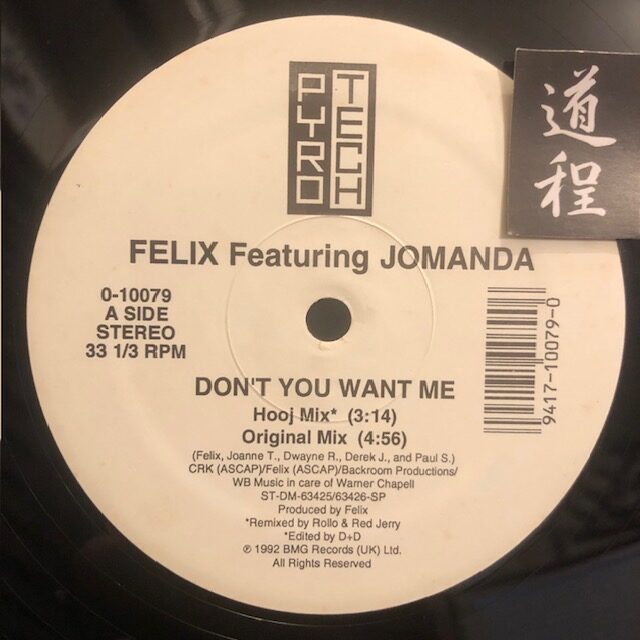 PYRO
TECH
道程
FELIX Featuring JOMANDA
0-10079
A SIDE
STEREO
33 1/3 RPM
9417-10079-0
DON'T YOU WANT ME
Hooj Mix* (3:14)
Original Mix (4:56)
(Felix, Joanne T., Dwayne R., Derek J., and Paul S.)
CRK (ASCAP)/Felix (ASCAP)/Backroom Productions/
WB Music in care of Warner Chapell
ST-DM-63425/63426-SP
Produced by Felix
*Remixed by Rollo & Red Jerry
*Edited by D+D
℗ 1992 BMG Records (UK) Ltd.
All Rights Reserved